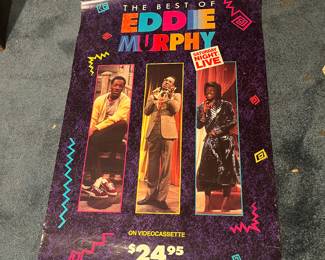 THE BEST OF
EDDIE
MURPHY
SATURDAY
NIGHT
LIVE
ON VIDEOCASSETTE
$24.95